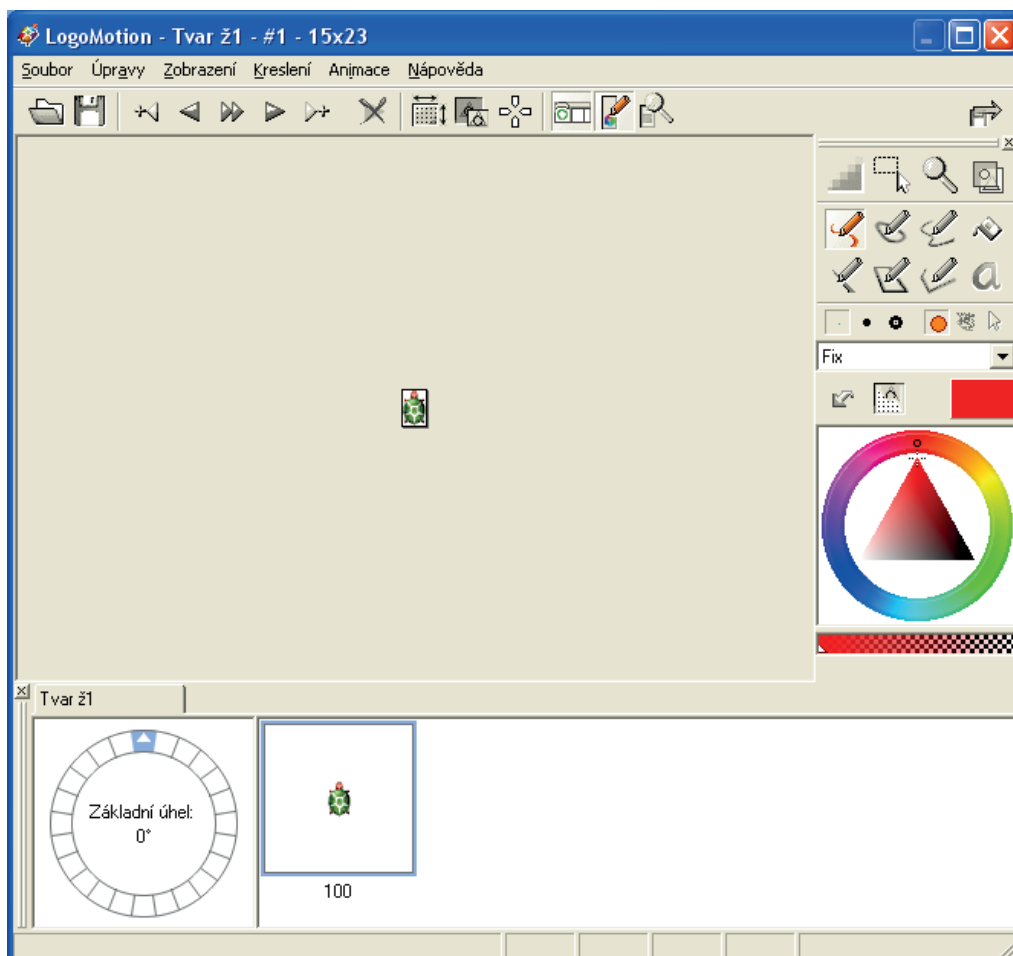 LogoMotion - Tvar ž1 - #1 - 15x23
Soubor Úpravy Zobrazení Kreslení Animace Nápověda
Fix
Tvar ž1
Základní úhel:
0°
100